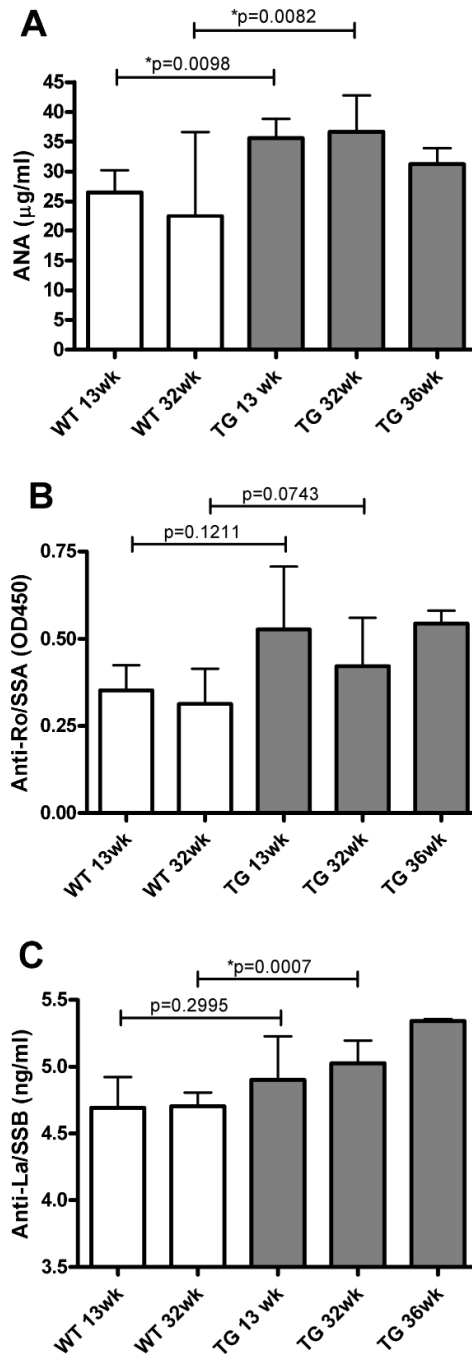 A
*p=0.0082
*p=0.0098
ANA (µg/ml)
45
40
35
30
25
20
15
10
5
0
WT 13wk
WT 32wk
TG 13 wk
TG 32wk
TG 36wk
B
p=0.0743
p=0.1211
Anti-Ro/SSA (OD450)
0.75
0.50
0.25
0.00
WT 13wk
WT 32wk
TG 13wk
TG 32wk
TG 36wk
C
*p=0.0007
p=0.2995
Anti-La/SSB (ng/ml)
5.5
5.0
4.5
4.0
3.5
WT 13wk
WT 32wk
TG 13 wk
TG 32wk
TG 36wk